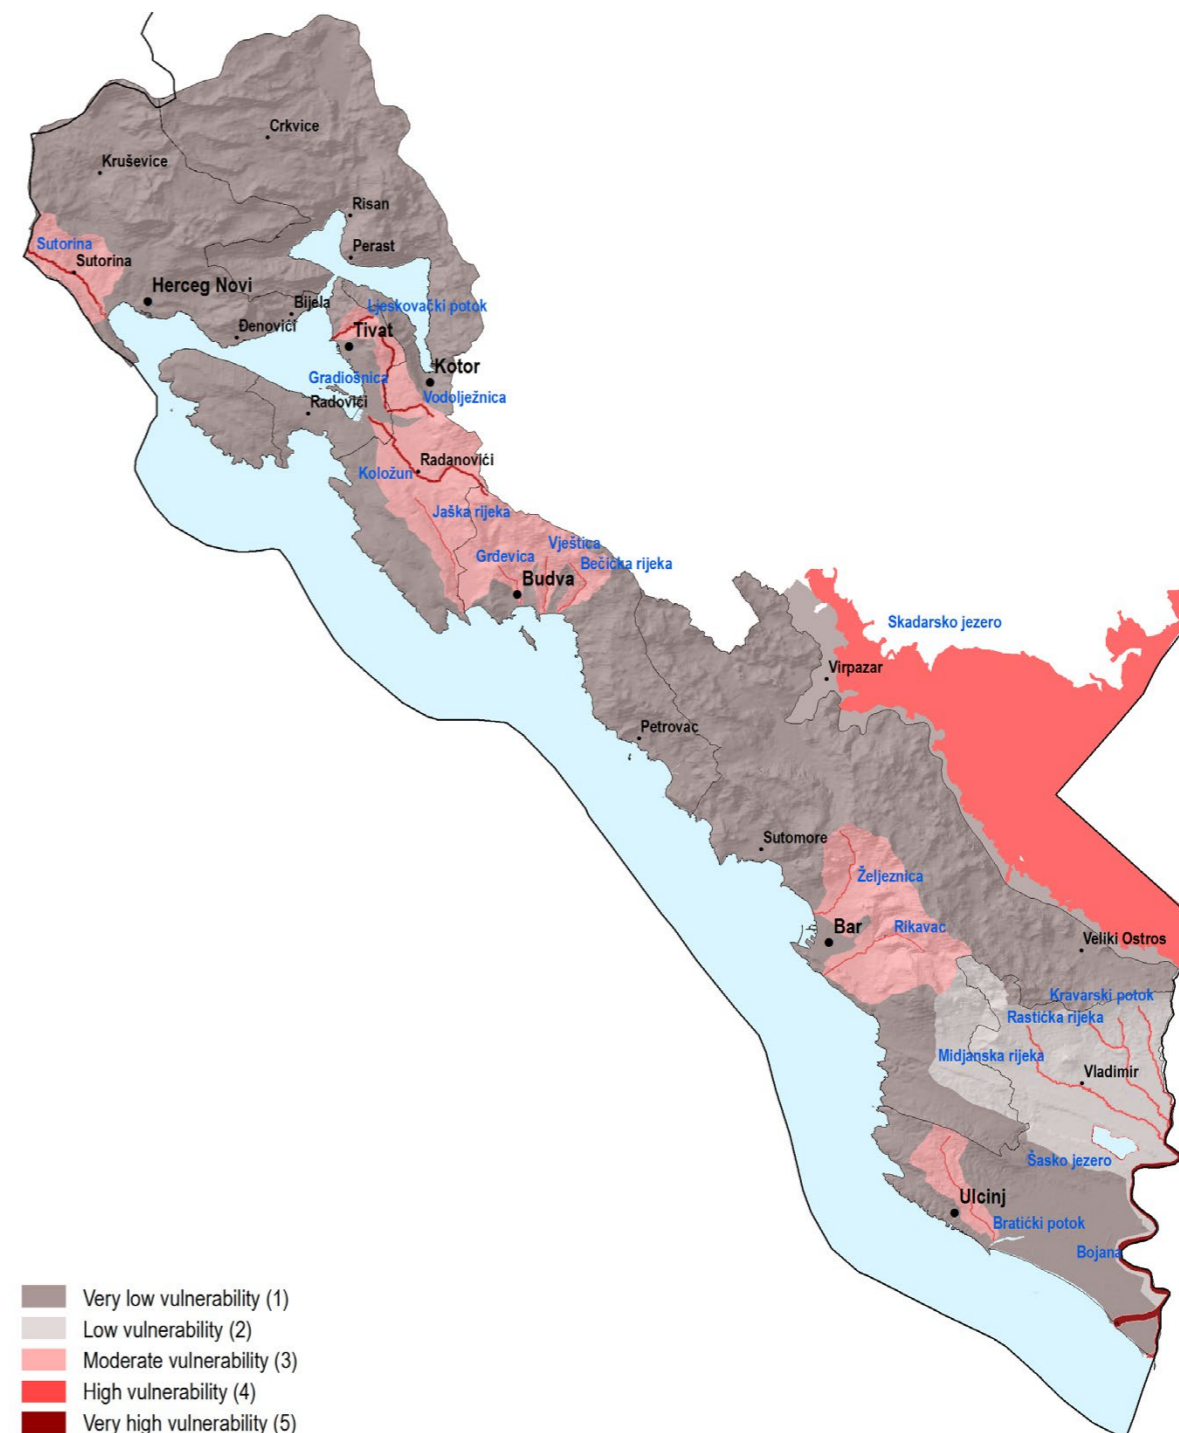 Crkvice
Kruševice
Risan
Perast
Sutorina
Sutorina
Herceg Novi
Bijela
Ljeskovački potok
Đenovići
Tivat
Kotor
Gradiošnica
Vodolježnica
Radovići
Radanovići
Koložun
Jaška rijeka
Vještica
Grđevica
Bečićka rijeka
Budva
Skadarsko jezero
Virpazar
Petrovac
Sutomore
Željeznica
Bar
Rikavac
Veliki Ostros
Kravarski potok
Rastićka rijeka
Midjanska rijeka
Vladimir
Šasko jezero
Ulcinj
Bratićki potok
Bojana
Very low vulnerability (1)
Low vulnerability (2)
Moderate vulnerability (3)
High vulnerability (4)
Very high vulnerability (5)